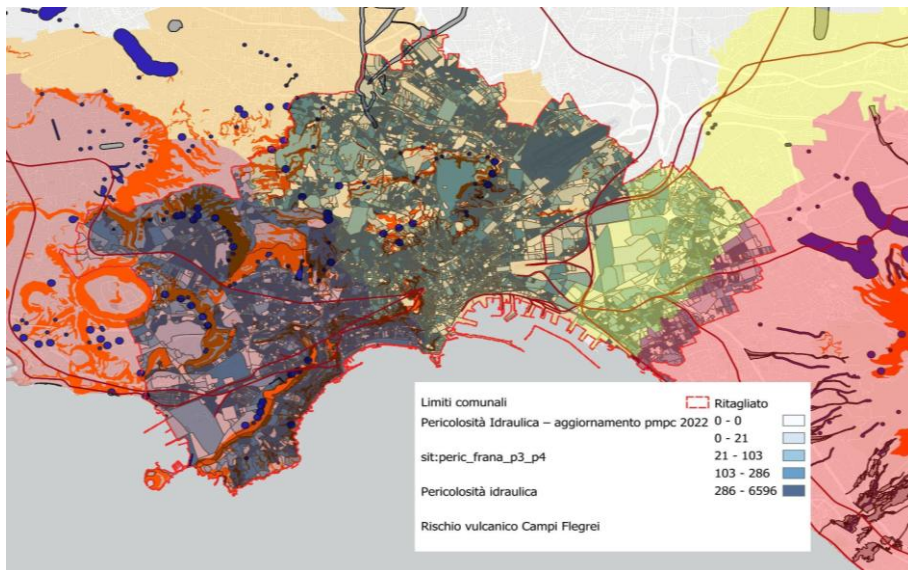 Limiti comunali
Pericolosità Idraulica – aggiornamento pmpc 2022
sit:peric_frana_p3_p4
Pericolosità idraulica
Rischio vulcanico Campi Flegrei
Ritagliato
0 - 0
0 - 21
21 - 103
103 - 286
286 - 6596